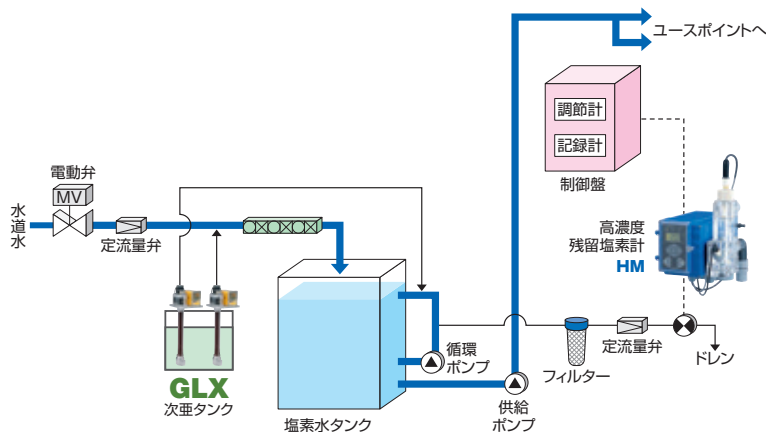 ユースポイントへ
調節計
記録計
制御盤
電動弁
MV
水道水
定流量弁
高濃度
残留塩素計
HM
GLX
次亜タンク
塩素水タンク
循環
ポンプ
供給
ポンプ
フィルター
定流量弁
ドレン